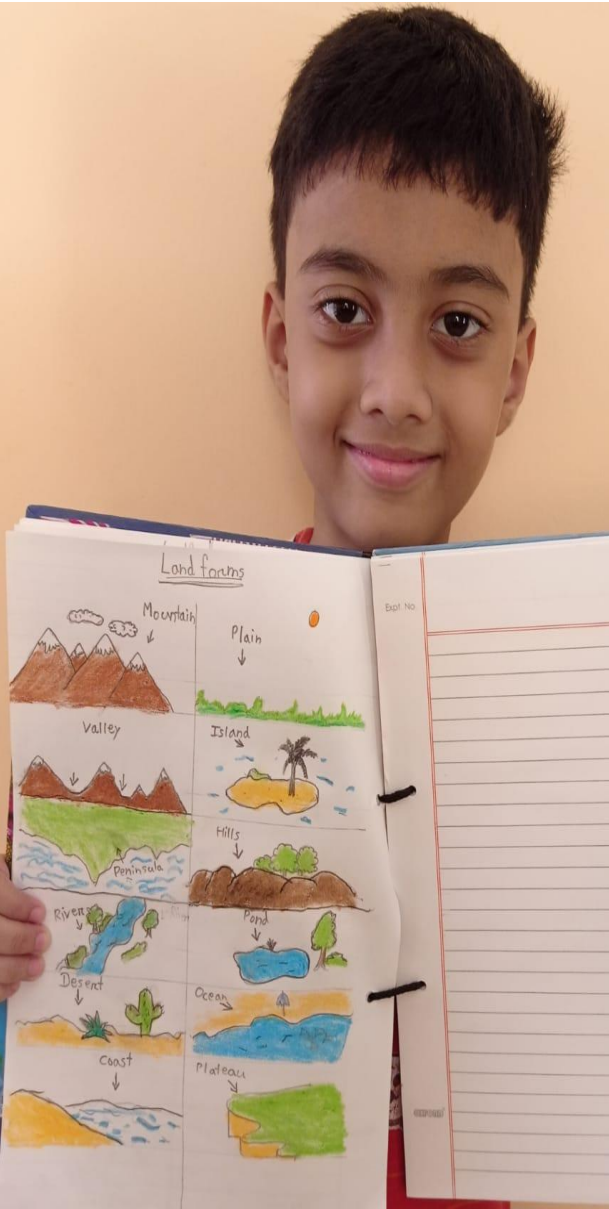 Land forms
Mountain
Plain
Valley
Island
Peninsula
Hills
River
Pond
Desert
Ocean
Coast
Plateau
Expt. No.